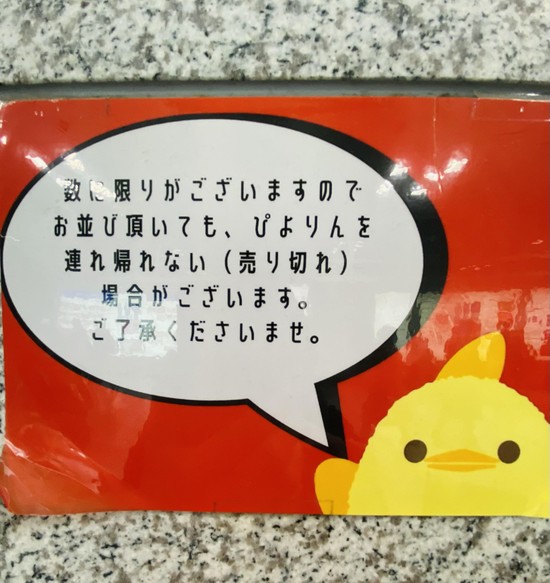 数に限りがございますので
お並び頂いても、ぴよりんを
連れ帰れない（売り切れ）
場合がございます。
ご了承くださいませ。